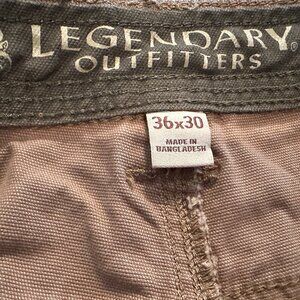 LEGENDARY®
OUTFITTERS
36x30
MADE IN
BANGLADESH